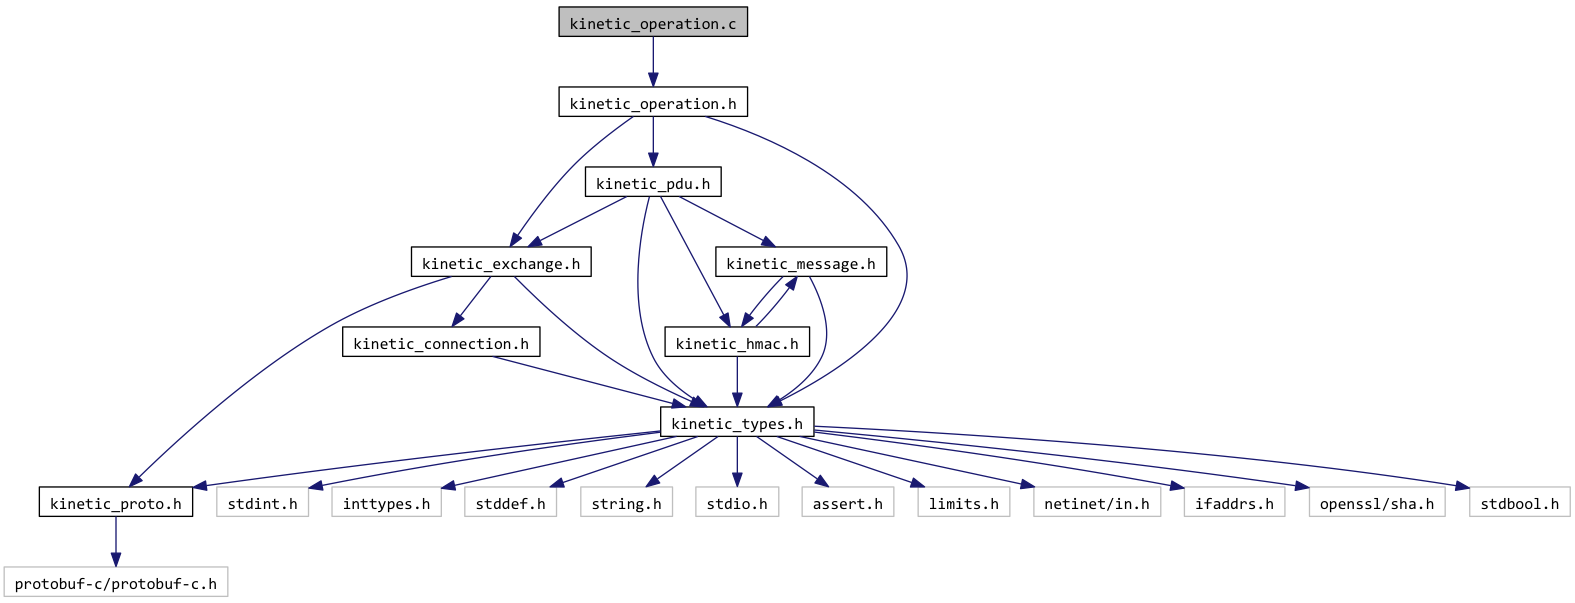 kinetic_operation.c
kinetic_operation.h
kinetic_pdu.h
kinetic_exchange.h
kinetic_message.h
kinetic_connection.h
kinetic_hmac.h
kinetic_types.h
kinetic_proto.h
stdint.h
inttypes.h
stddef.h
string.h
stdio.h
assert.h
limits.h
netinet/in.h
ifaddrs.h
openssl/sha.h
stdbool.h
protobuf-c/protobuf-c.h